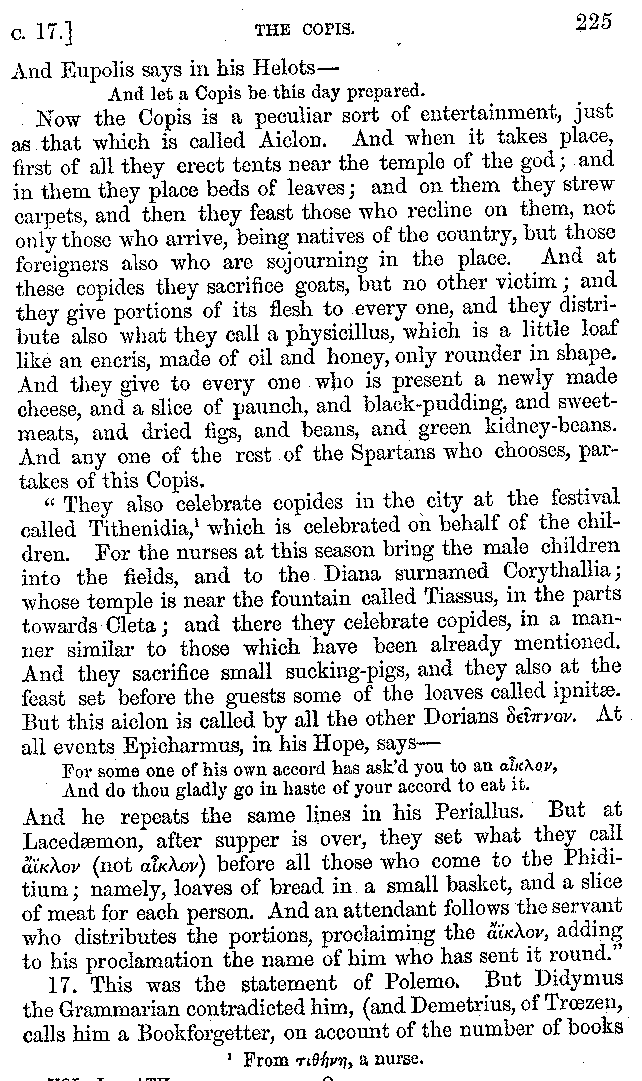 c. 17.] THE COPIS. 225
And Eupolis says in his Helots—
And let a Copis be this day prepared.
Now the Copis is a peculiar sort of entertainment, just
as that which is called Aiclon. And when it takes place,
first of all they erect tents near the temple of the god; and
in them they place beds of leaves; and on them they strew
carpets, and then they feast those who recline on them, not
only those who arrive, being natives of the country, but those
foreigners also who are sojourning in the place. And at
these copides they sacrifice goats, but no other victim; and
they give portions of its flesh to every one, and they distri-
bute also what they call a physicillus, which is a little loaf
like an encris, made of oil and honey, only rounder in shape.
And they give to every one who is present a newly made
cheese, and a slice of paunch, and black-pudding, and sweet-
meats, and dried figs, and beans, and green kidney-beans.
And any one of the rest of the Spartans who chooses, par-
takes of this Copis.
“ They also celebrate copides in the city at the festival
called Tithenidia,¹ which is celebrated on behalf of the chil-
dren. For the nurses at this season bring the male children
into the fields, and to the Diana surnamed Corythallia;
whose temple is near the fountain called Tiassus, in the parts
towards Cleta; and there they celebrate copides, in a man-
ner similar to those which have been already mentioned.
And they sacrifice small sucking-pigs, and they also at the
feast set before the guests some of the loaves called ipnitæ.
But this aiclon is called by all the other Dorians δεῖπνον. At
all events Epicharmus, in his Hope, says—
For some one of his own accord has ask’d you to an αἶκλον,
And do thou gladly go in haste of your accord to eat it.
And he repeats the same lines in his Periallus. But at
Lacedæmon, after supper is over, they set what they call
ἄϊκλον (not αἶκλον) before all those who come to the Phidi-
tium; namely, loaves of bread in a small basket, and a slice
of meat for each person. And an attendant follows the servant
who distributes the portions, proclaiming the ἄϊκλον, adding
to his proclamation the name of him who has sent it round.”
17. This was the statement of Polemo. But Didymus
the Grammarian contradicted him, (and Demetrius, of Trœzen,
calls him a Bookforgetter, on account of the number of books
¹ From τιθήνη, a nurse.